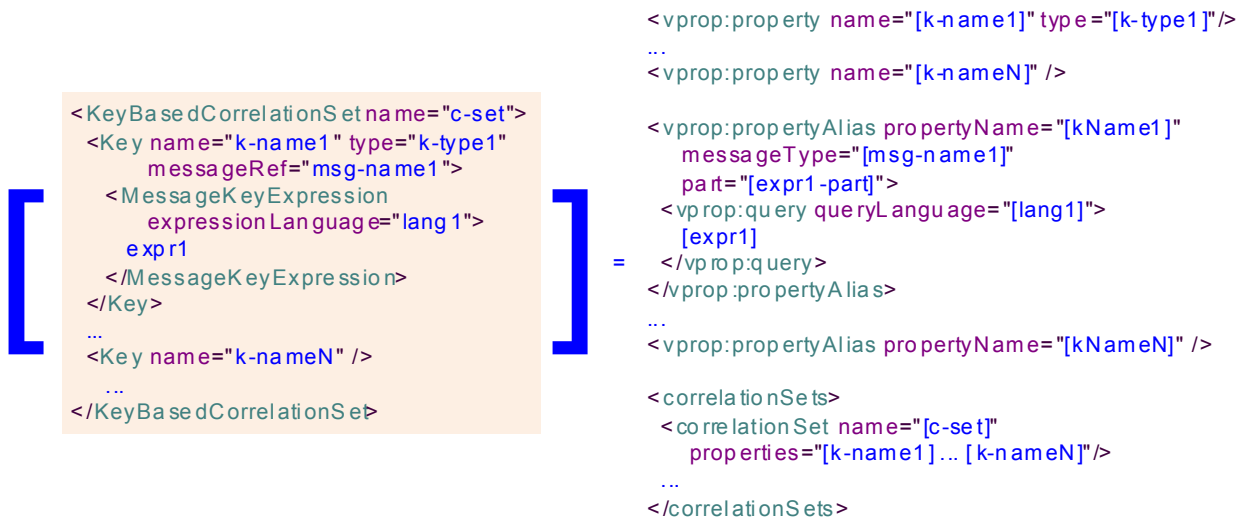 <KeyBasedCorrelationSet name="c-set">
<Key name="k-name1" type="k-type1"
messageRef="msg-name1">
<MessageKeyExpression
expressionLanguage="lang1">
expr1
</MessageKeyExpression>
</Key>
...
<Key name="k-nameN" />
...
</KeyBasedCorrelationSet>
[ ] =
<vprop:property name="[k-name1]" type="[k-type1]"/>
...
<vprop:property name="[k-nameN]" />
<vprop:propertyAlias propertyName="[kName1]"
messageType="[msg-name1]"
part="[expr1-part]">
<vprop:query queryLanguage="[lang1]">
[expr1]
</vprop:query>
</vprop:propertyAlias>
...
<vprop:propertyAlias propertyName="[kNameN]" />
<correlationSets>
<correlationSet name="[c-set]"
properties="[k-name1] ... [k-nameN]"/>
...
</correlationSets>